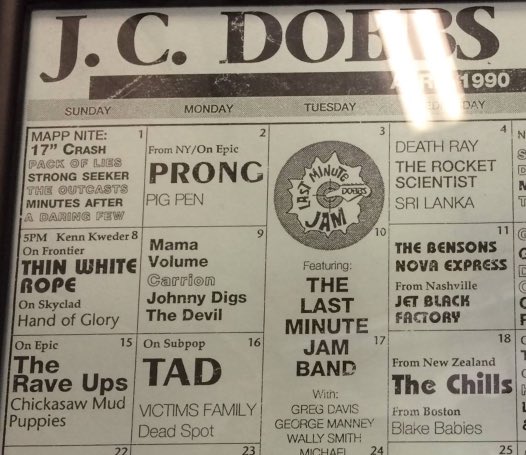 J. C. DOBBS
APRIL 1990
SUNDAY MONDAY TUESDAY WEDNESDAY
1
MAPP NITE:
17" CRASH
PACK OF LIES
STRONG SEEKER
THE OUTCASTS
MINUTES AFTER
A DARING FEW
2
From NY/On Epic
PRONG
PIG PEN
3
LAST MINUTE
DOBBS
JAM
4
DEATH RAY
THE ROCKET
SCIENTIST
SRI LANKA
5PM Kenn Kweder 8
On Frontier
THIN WHITE
ROPE
On Skyclad
Hand of Glory
9
Mama
Volume
Carrion
Johnny Digs
The Devil
10
Featuring:
THE
LAST
MINUTE
JAM
BAND
11
THE BENSONS
NOVA EXPRESS
From Nashville
JET BLACK
FACTORY
On Epic 15
The
Rave Ups
Chickasaw Mud
Puppies
On Subpop 16
TAD
VICTIMS FAMILY
Dead Spot
17
With:
GREG DAVIS
GEORGE MANNEY
WALLY SMITH
MICHAEL
18
From New Zealand
The Chills
From Boston
Blake Babies
22 23 24 25